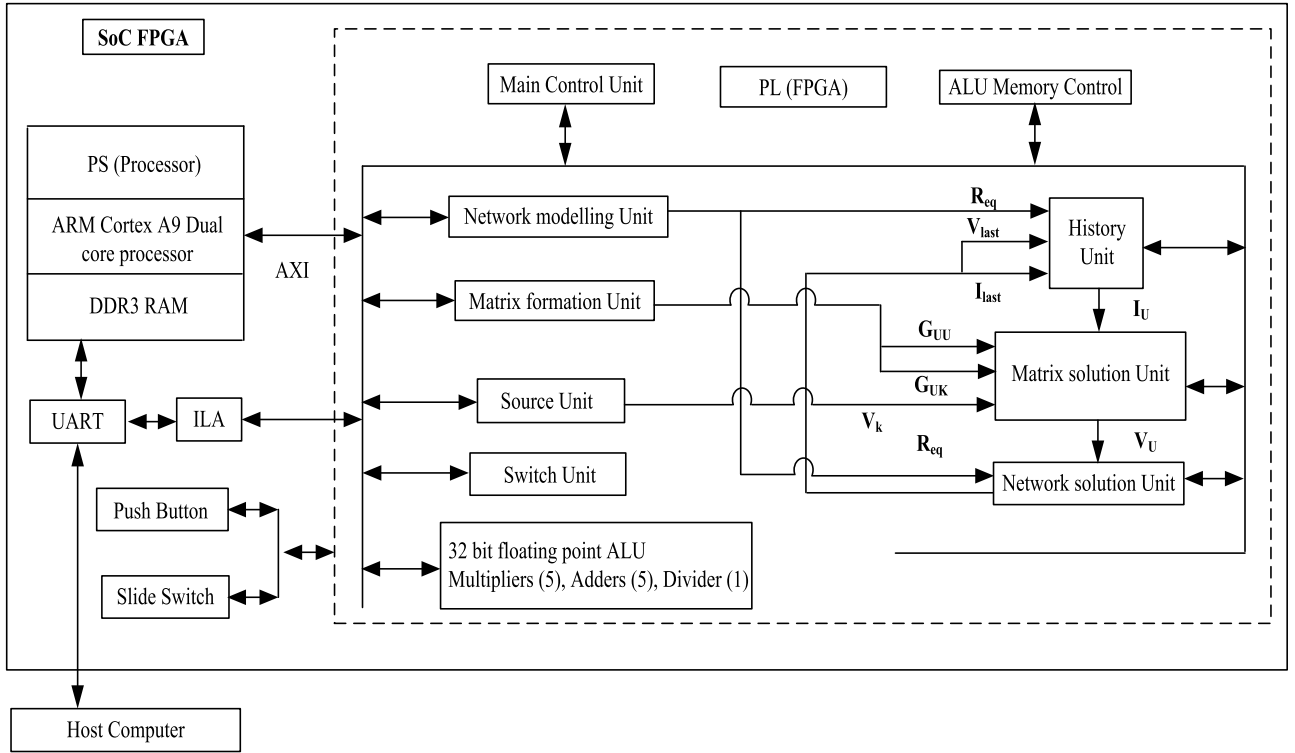 SoC FPGA
Main Control Unit
PL (FPGA)
ALU Memory Control
PS (Processor)
ARM Cortex A9 Dual
core processor
DDR3 RAM
AXI
UART
ILA
Push Button
Slide Switch
Host Computer
Network modelling Unit
Matrix formation Unit
Source Unit
Switch Unit
32 bit floating point ALU
Multipliers (5), Adders (5), Divider (1)
Req
Vlast
Ilast
History
Unit
IU
GUU
GUK
Matrix solution Unit
Vk
VU
Req
Network solution Unit